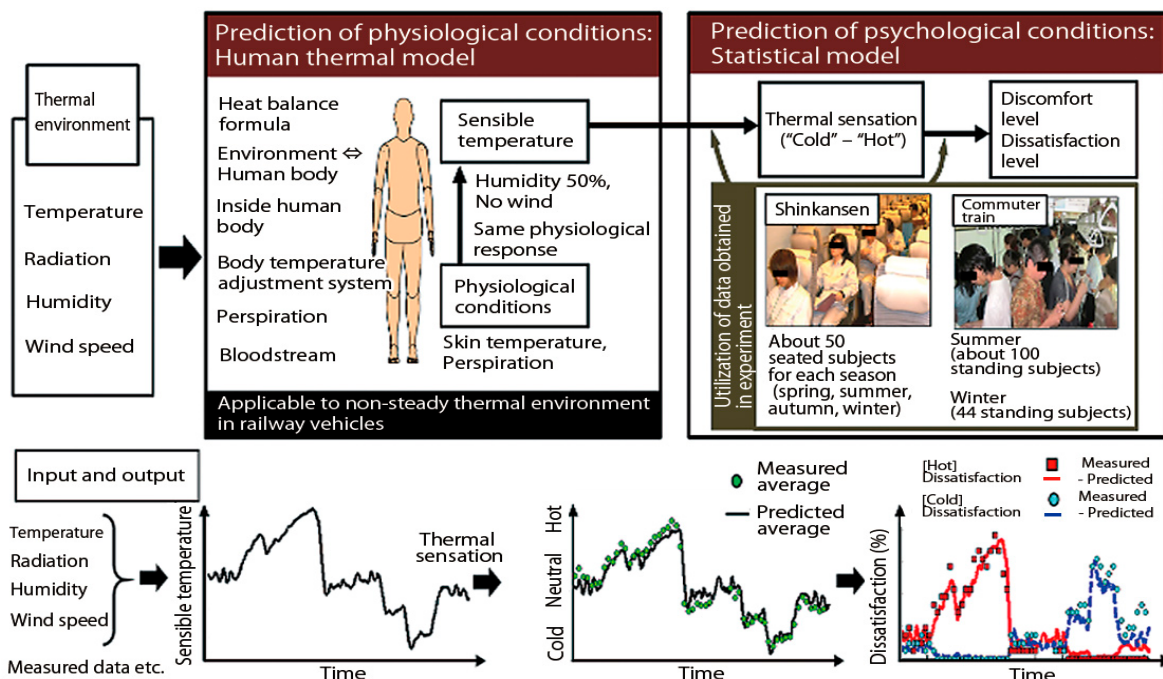 Thermal
environment
Temperature
Radiation
Humidity
Wind speed
Prediction of physiological conditions:
Human thermal model
Heat balance
formula
Environment ⇔
Human body
Inside human
body
Body temperature
adjustment system
Perspiration
Bloodstream
Sensible
temperature
Humidity 50%,
No wind
Same physiological
response
Physiological
conditions
Skin temperature,
Perspiration
Applicable to non-steady thermal environment
in railway vehicles
Prediction of psychological conditions:
Statistical model
Thermal sensation
(“Cold” – “Hot”)
Discomfort
level
Dissatisfaction
level
Utilization of data obtained
in experiment
Shinkansen
About 50
seated subjects
for each season
(spring, summer,
autumn, winter)
Commuter
train
Summer
(about 100
standing subjects)
Winter
(44 standing subjects)
Input and output
Temperature
Radiation
Humidity
Wind speed
Measured data etc.
Sensible temperature
Time
Thermal
sensation
Measured
average
Predicted
average
Cold Neutral Hot
Time
[Hot]
Dissatisfaction
Measured
- Predicted
[Cold]
Dissatisfaction
Measured
- Predicted
Dissatisfaction (%)
Time